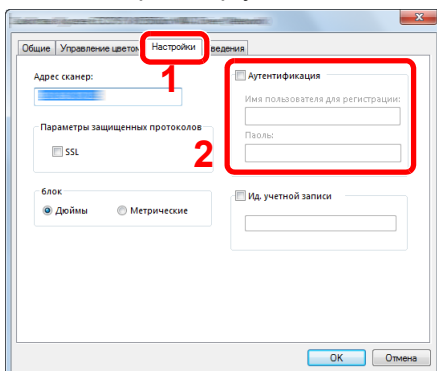 Общие Управление цветом Настройки ведения
1
Адрес сканер:
Аутентификация
Имя пользователя для регистрации:
Паоль:
Параметры защищенных протоколов
SSL
2
блок
Дюймы Метрические
Ид. учетной записи
OK Отмена